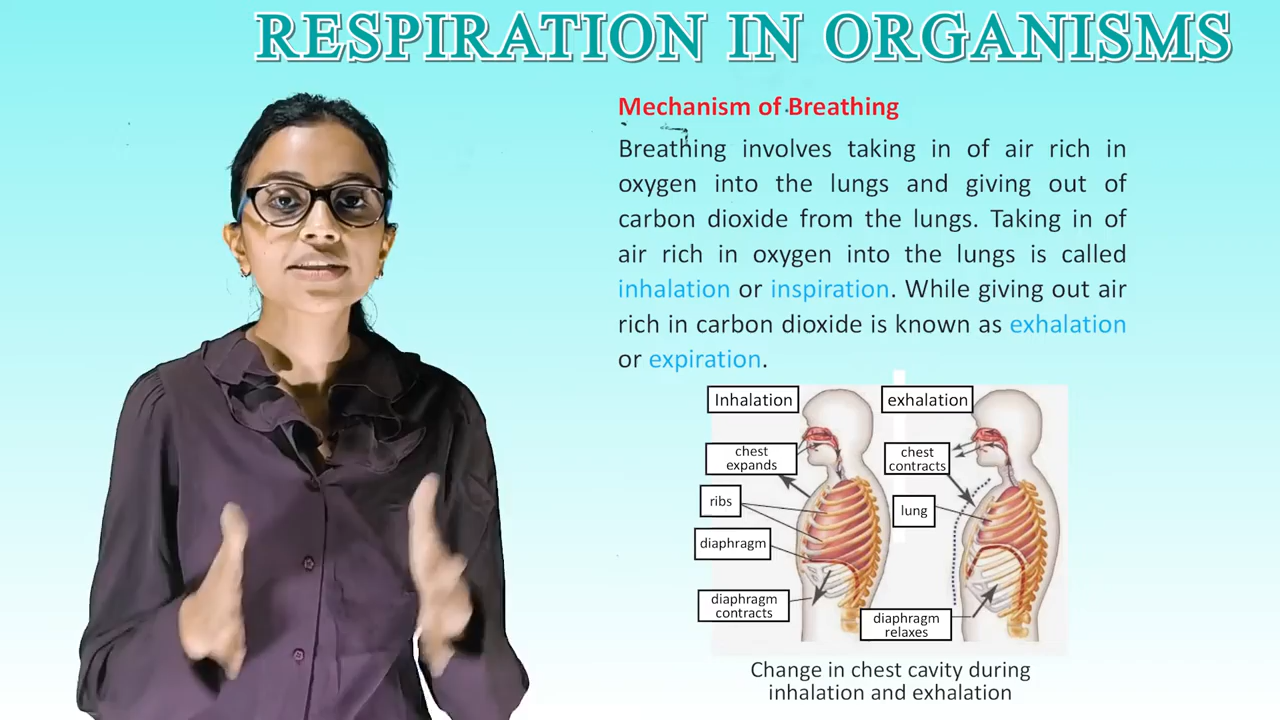 RESPIRATION IN ORGANISMS
Mechanism of Breathing
Breathing involves taking in of air rich in
oxygen into the lungs and giving out of
carbon dioxide from the lungs. Taking in of
air rich in oxygen into the lungs is called
inhalation or inspiration. While giving out air
rich in carbon dioxide is known as exhalation
or expiration.
Inhalation
exhalation
chest
expands
chest
contracts
ribs
lung
diaphragm
diaphragm
contracts
diaphragm
relaxes
Change in chest cavity during
inhalation and exhalation